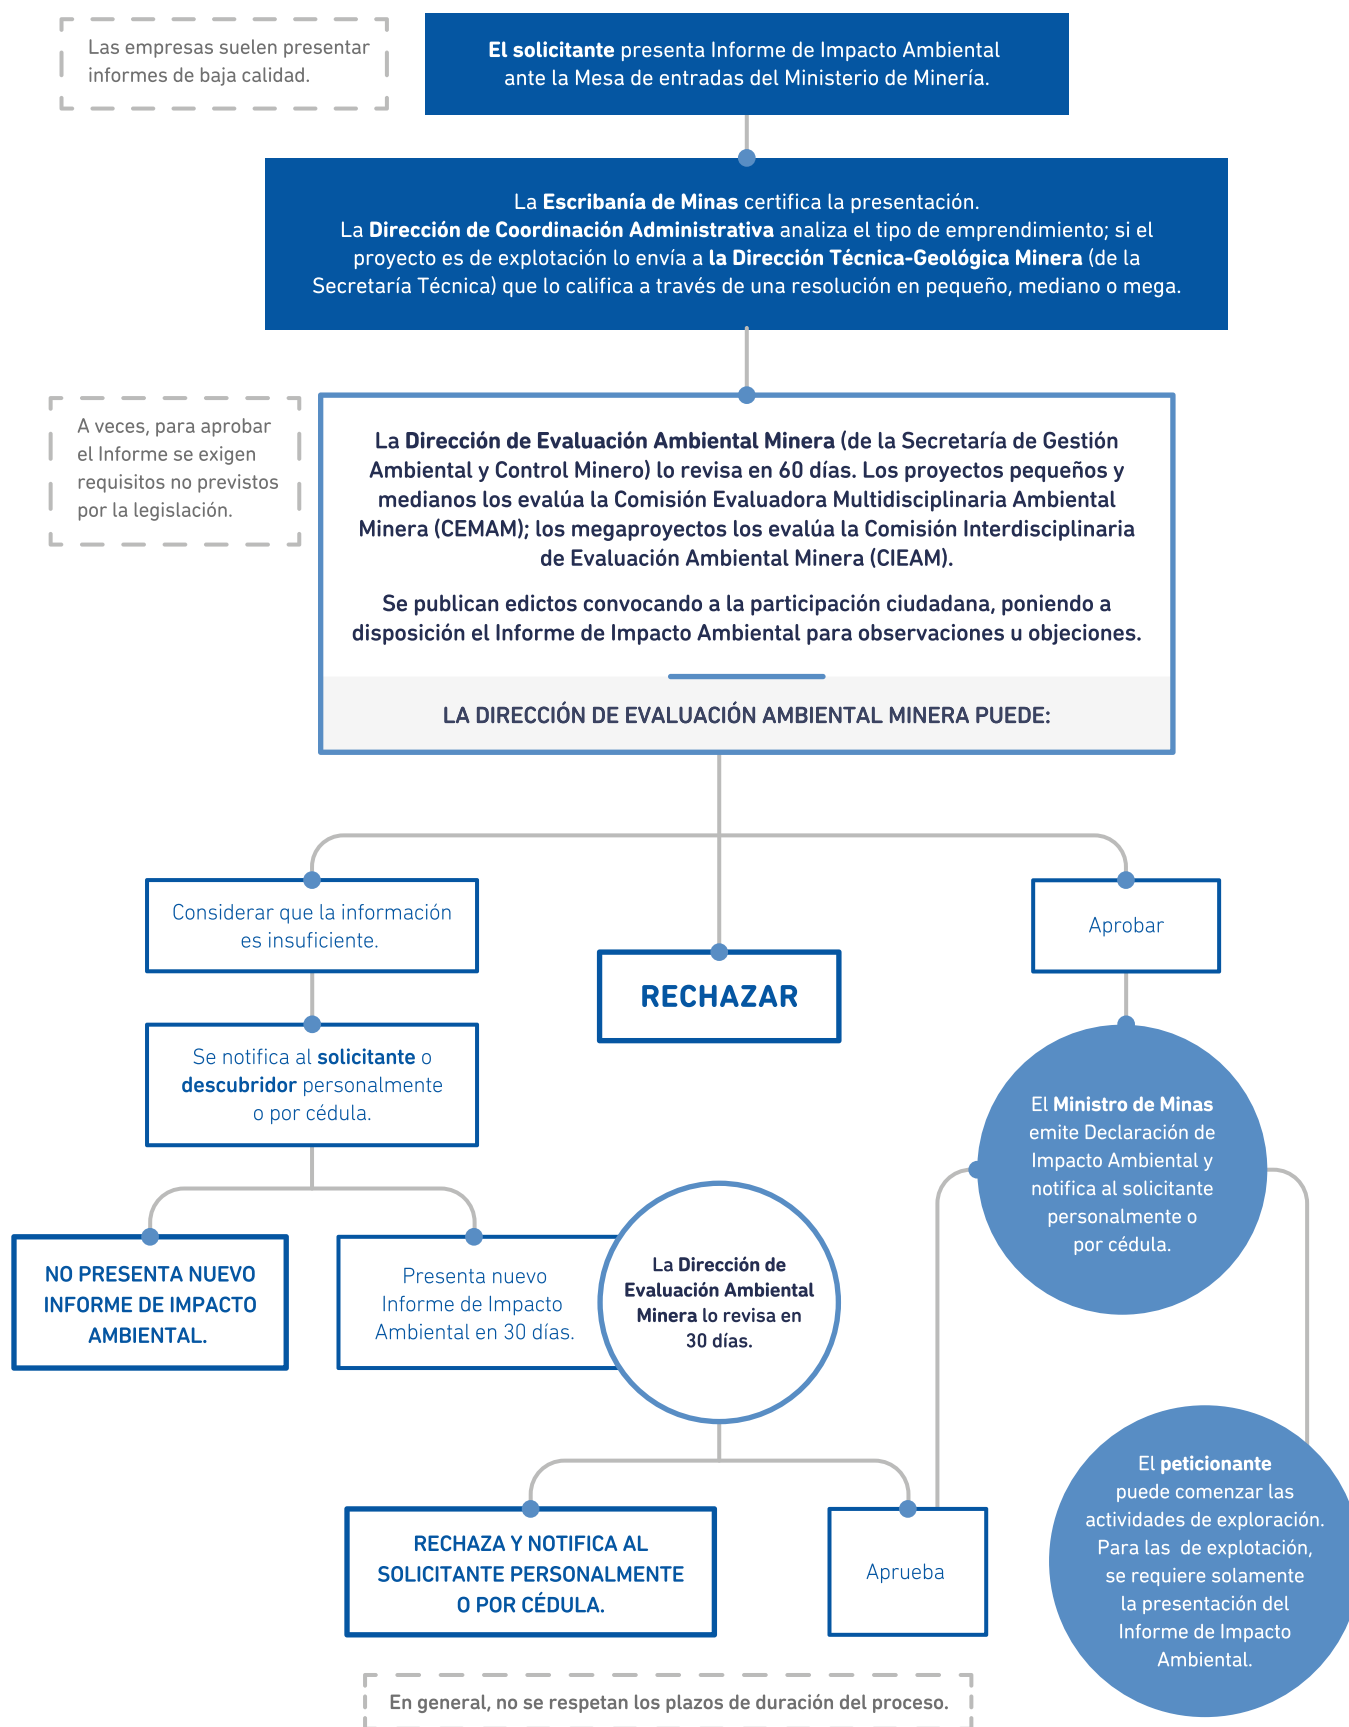 Las empresas suelen presentar
informes de baja calidad.
El solicitante presenta Informe de Impacto Ambiental
ante la Mesa de entradas del Ministerio de Minería.
La Escribanía de Minas certifica la presentación.
La Dirección de Coordinación Administrativa analiza el tipo de emprendimiento; si el
proyecto es de explotación lo envía a la Dirección Técnica-Geológica Minera (de la
Secretaría Técnica) que lo califica a través de una resolución en pequeño, mediano o mega.
A veces, para aprobar
el Informe se exigen
requisitos no previstos
por la legislación.
La Dirección de Evaluación Ambiental Minera (de la Secretaría de Gestión
Ambiental y Control Minero) lo revisa en 60 días. Los proyectos pequeños y
medianos los evalúa la Comisión Evaluadora Multidisciplinaria Ambiental
Minera (CEMAM); los megaproyectos los evalúa la Comisión Interdisciplinaria
de Evaluación Ambiental Minera (CIEAM).
Se publican edictos convocando a la participación ciudadana, poniendo a
disposición el Informe de Impacto Ambiental para observaciones u objeciones.
LA DIRECCIÓN DE EVALUACIÓN AMBIENTAL MINERA PUEDE:
Considerar que la información
es insuficiente.
RECHAZAR
Aprobar
Se notifica al solicitante o
descubridor personalmente
o por cédula.
El Ministro de Minas
emite Declaración de
Impacto Ambiental y
notifica al solicitante
personalmente o
por cédula.
NO PRESENTA NUEVO
INFORME DE IMPACTO
AMBIENTAL.
Presenta nuevo
Informe de Impacto
Ambiental en 30 días.
La Dirección de
Evaluación Ambiental
Minera lo revisa en
30 días.
El peticionante
puede comenzar las
actividades de exploración.
Para las de explotación,
se requiere solamente
la presentación del
Informe de Impacto
Ambiental.
RECHAZA Y NOTIFICA AL
SOLICITANTE PERSONALMENTE
O POR CÉDULA.
Aprueba
En general, no se respetan los plazos de duración del proceso.